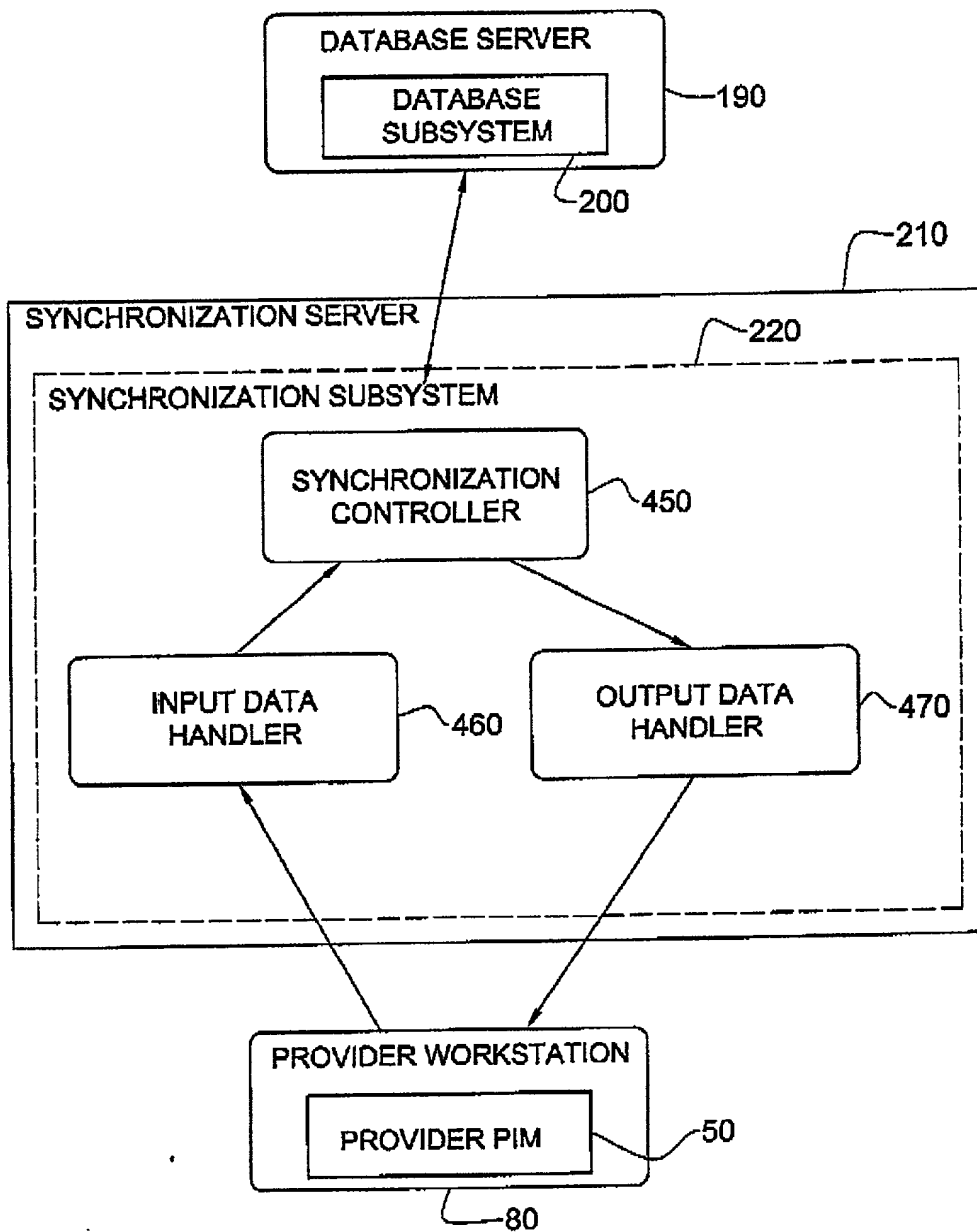 DATABASE SERVER
DATABASE
SUBSYSTEM
190
200
210
SYNCHRONIZATION SERVER
220
SYNCHRONIZATION SUBSYSTEM
SYNCHRONIZATION
CONTROLLER
450
INPUT DATA
HANDLER
460
OUTPUT DATA
HANDLER
470
PROVIDER WORKSTATION
PROVIDER PIM
50
80